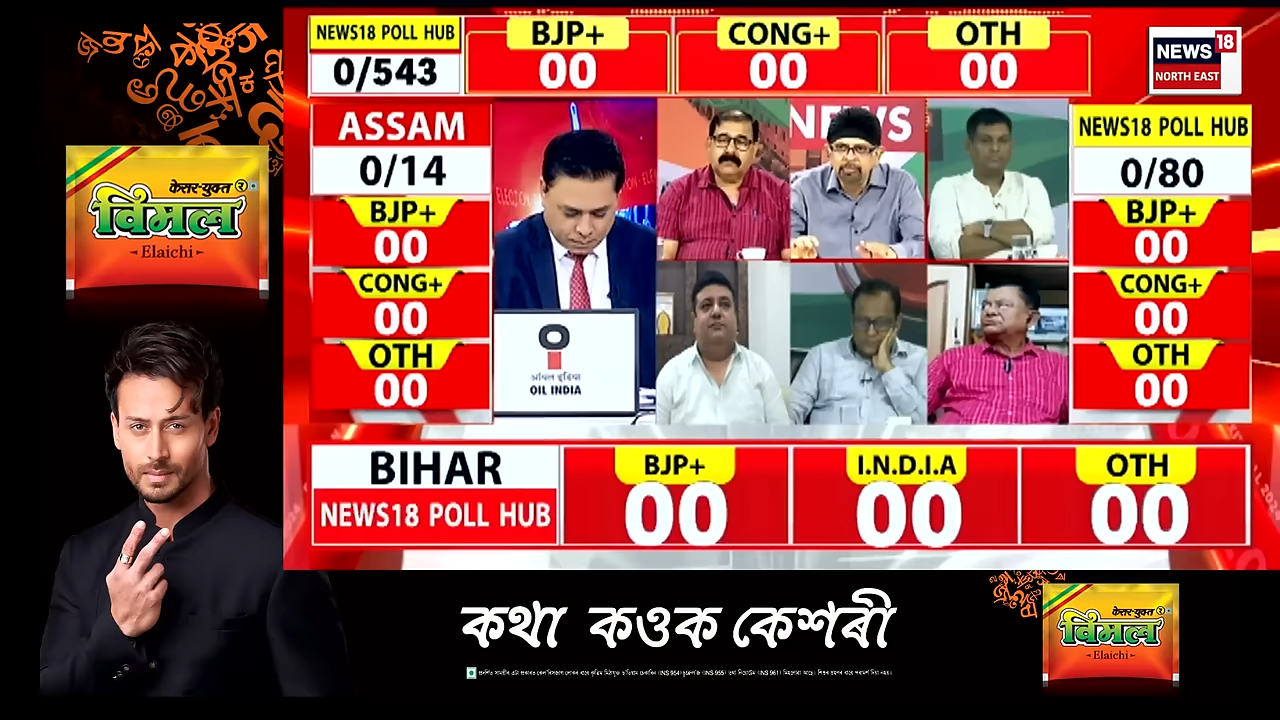 NEWS18 POLL HUB
0/543
BJP+
00
CONG+
00
OTH
00
NEWS 18
NORTH EAST
ASSAM
0/14
BJP+
00
CONG+
00
OTH
00
NEWS
NEWS18 POLL HUB
0/80
BJP+
00
CONG+
00
OTH
00
ऑयल इंडिया
OIL INDIA
BIHAR
NEWS18 POLL HUB
BJP+
00
I.N.D.I.A
00
OTH
00
केसर-युक्त
विमल
Elaichi
কথা কওক কেশৰী
केसर-युक्त
विमल
Elaichi